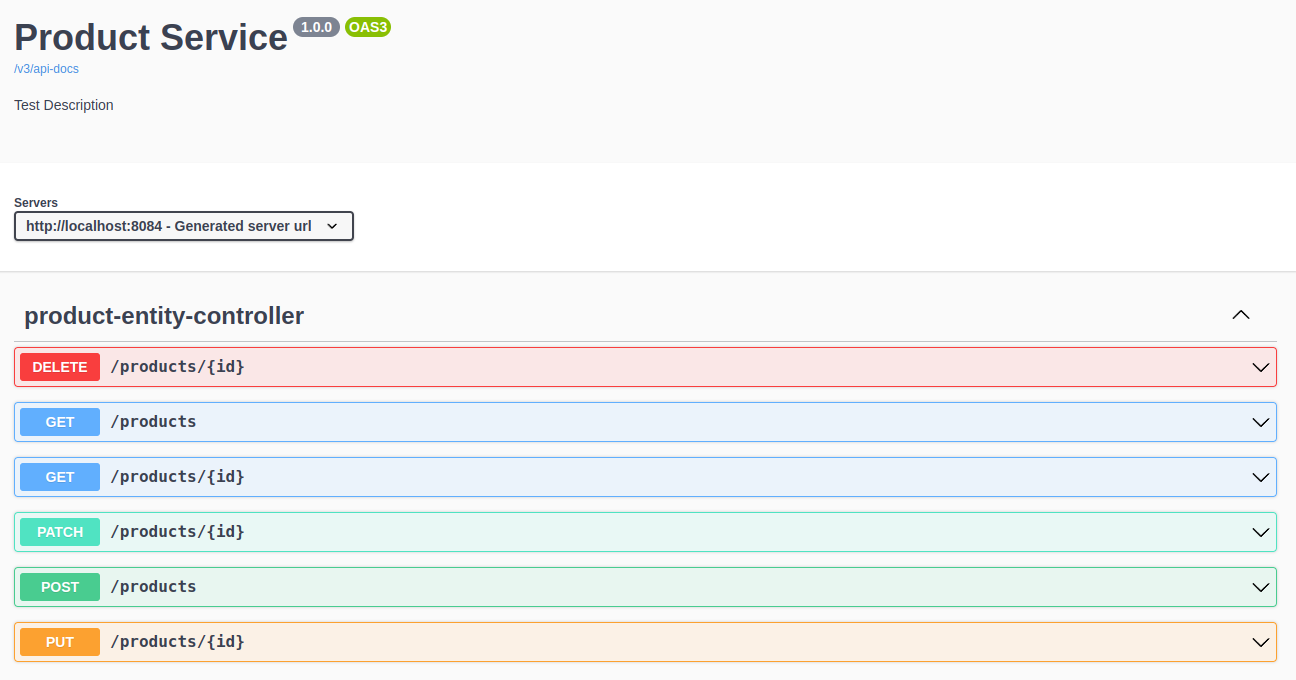 Product Service 1.0.0 OAS3
/v3/api-docs
Test Description
Servers
http://localhost:8084 - Generated server url
product-entity-controller
DELETE /products/{id}
GET /products
GET /products/{id}
PATCH /products/{id}
POST /products
PUT /products/{id}